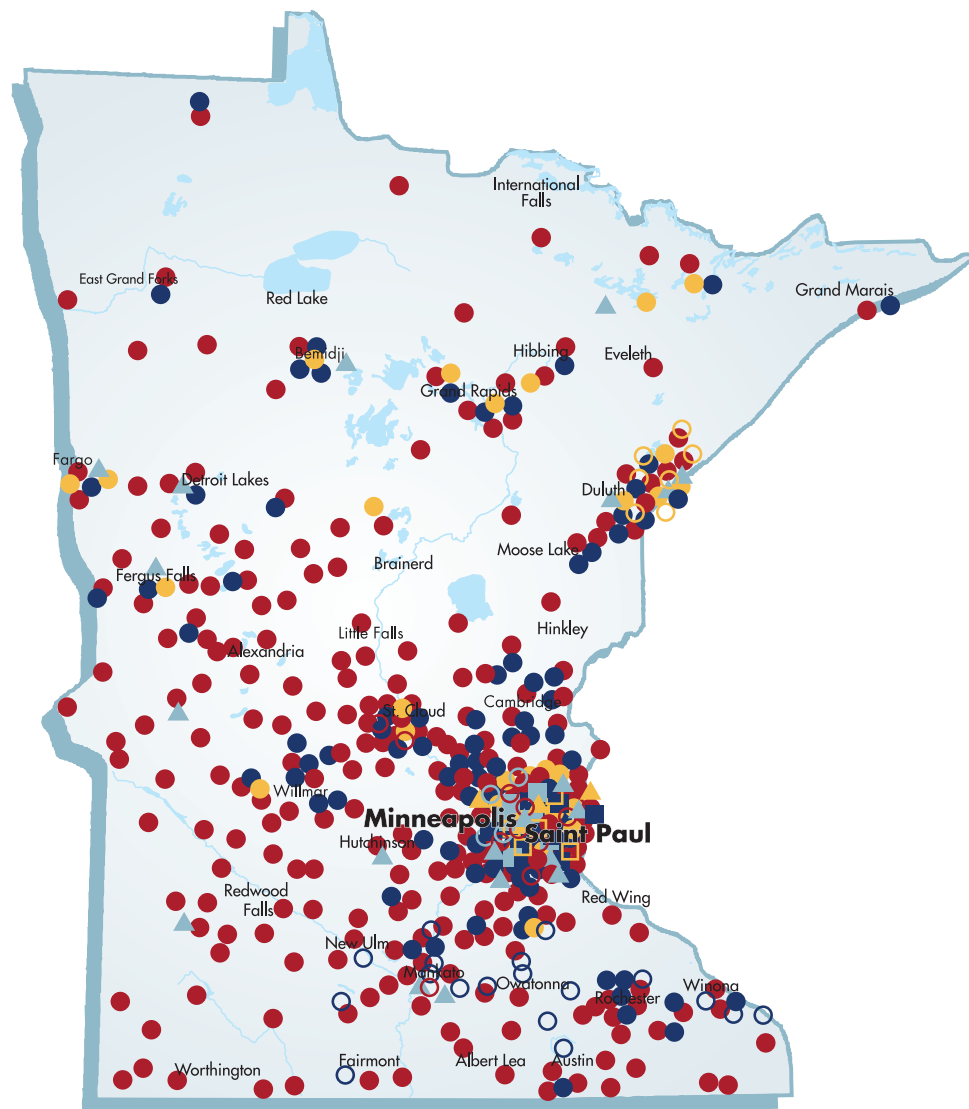 International
Falls
East Grand Forks
Red Lake
Grand Marais
Bemidji
Hibbing
Eveleth
Grand Rapids
Fargo
Detroit Lakes
Duluth
Moose Lake
Brainerd
Fergus Falls
Hinkley
Little Falls
Alexandria
Cambridge
St. Cloud
Willmar
Minneapolis
Saint Paul
Hutchinson
Redwood
Falls
Red Wing
New Ulm
Mankato
Owatonna
Rochester
Winona
Worthington
Fairmont
Albert Lea
Austin